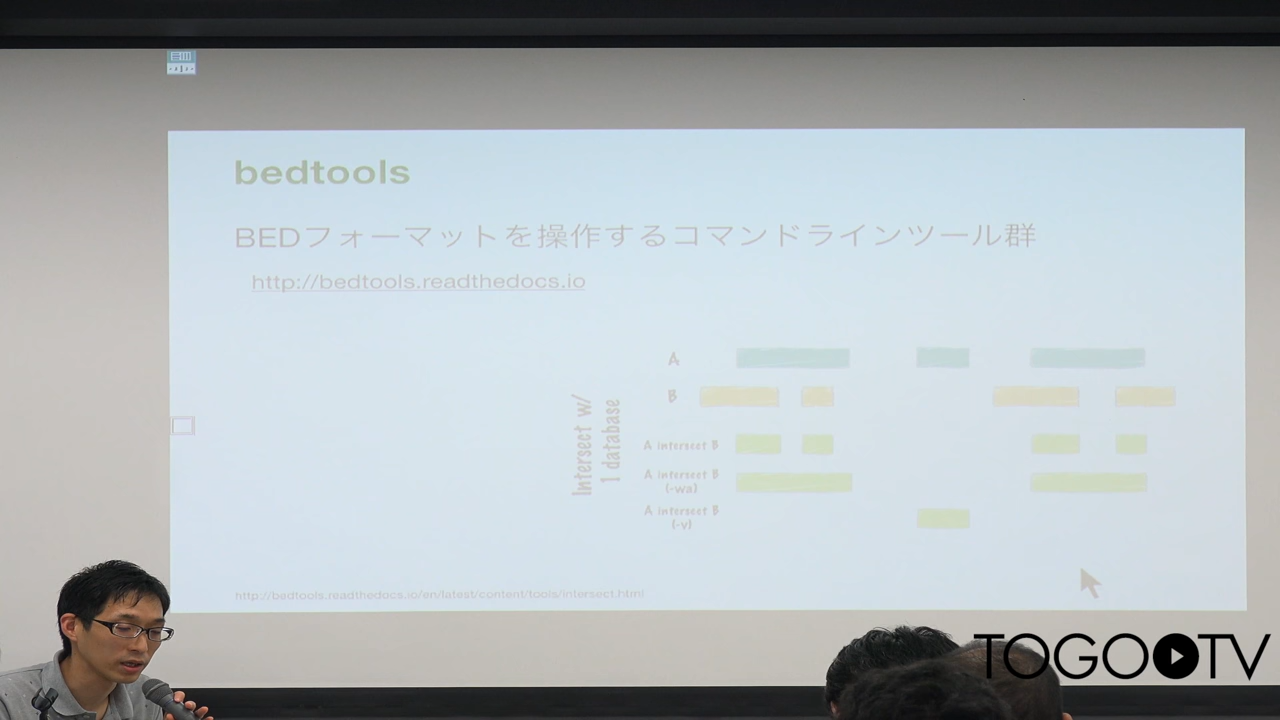 bedtools
BEDフォーマットを操作するコマンドラインツール群
http://bedtools.readthedocs.io
Intersect w/
1 database
A
B
A intersect B
A intersect B
(-wa)
A intersect B
(-v)
http://bedtools.readthedocs.io/en/latest/content/tools/intersect.html
TOGOTV